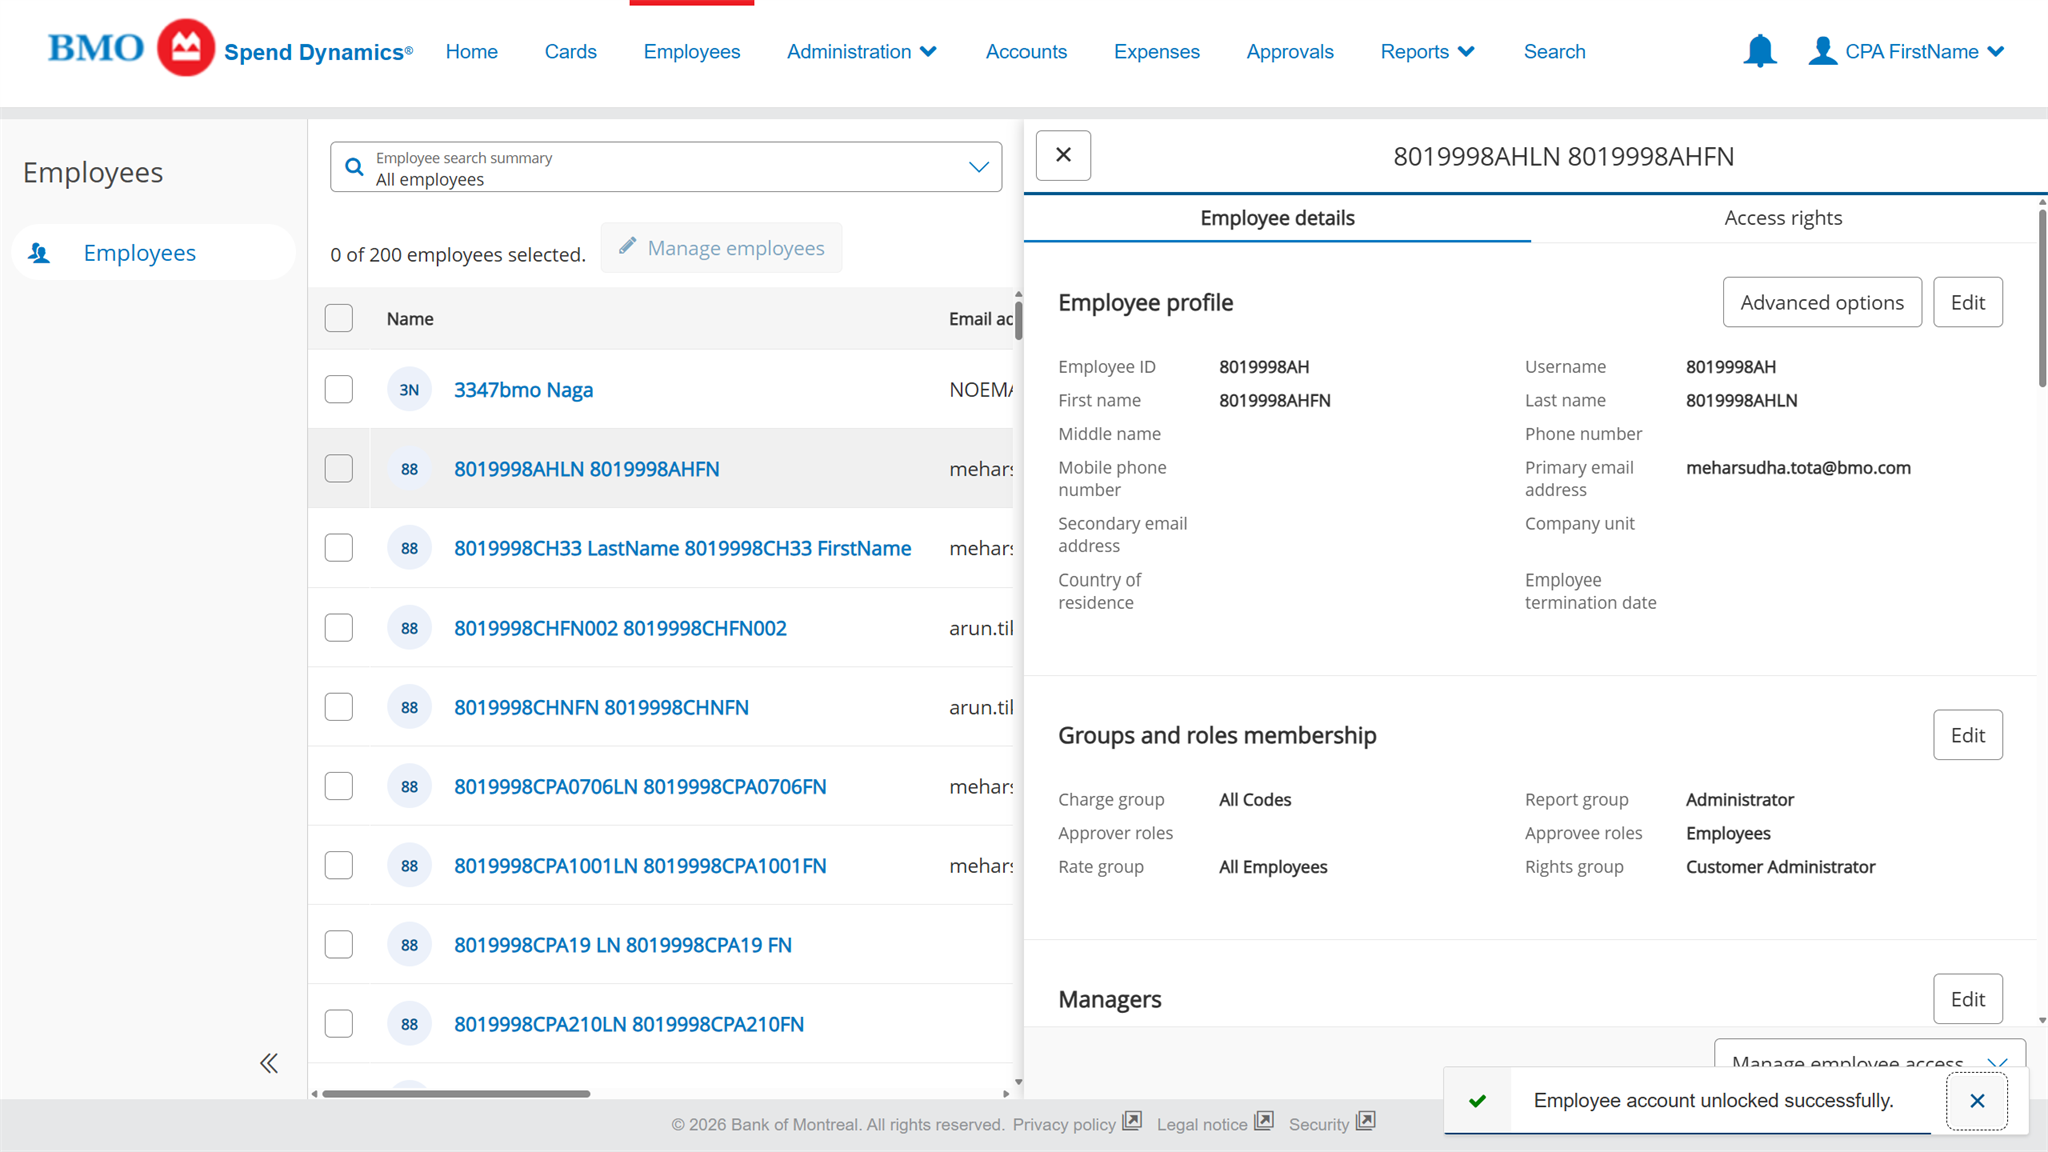 BMO Spend Dynamics®
Home
Cards
Employees
Administration
Accounts
Expenses
Approvals
Reports
Search
CPA FirstName
Employees
Employees
Employee search summary
All employees
0 of 200 employees selected.
Manage employees
Name
Email ac
3N
3347bmo Naga
NOEMA
88
8019998AHLN 8019998AHFN
mehars
88
8019998CH33 LastName 8019998CH33 FirstName
mehars
88
8019998CHFN002 8019998CHFN002
arun.til
88
8019998CHNFN 8019998CHNFN
arun.til
88
8019998CPA0706LN 8019998CPA0706FN
mehars
88
8019998CPA1001LN 8019998CPA1001FN
mehars
88
8019998CPA19 LN 8019998CPA19 FN
88
8019998CPA210LN 8019998CPA210FN
8019998AHLN 8019998AHFN
Employee details
Access rights
Employee profile
Advanced options
Edit
Employee ID
8019998AH
Username
8019998AH
First name
8019998AHFN
Last name
8019998AHLN
Middle name
Phone number
Mobile phone
number
Primary email
address
meharsudha.tota@bmo.com
Secondary email
address
Company unit
Country of
residence
Employee
termination date
Groups and roles membership
Edit
Charge group
All Codes
Report group
Administrator
Approver roles
Approvee roles
Employees
Rate group
All Employees
Rights group
Customer Administrator
Managers
Edit
Manage employee access
Employee account unlocked successfully.
© 2026 Bank of Montreal. All rights reserved.
Privacy policy
Legal notice
Security